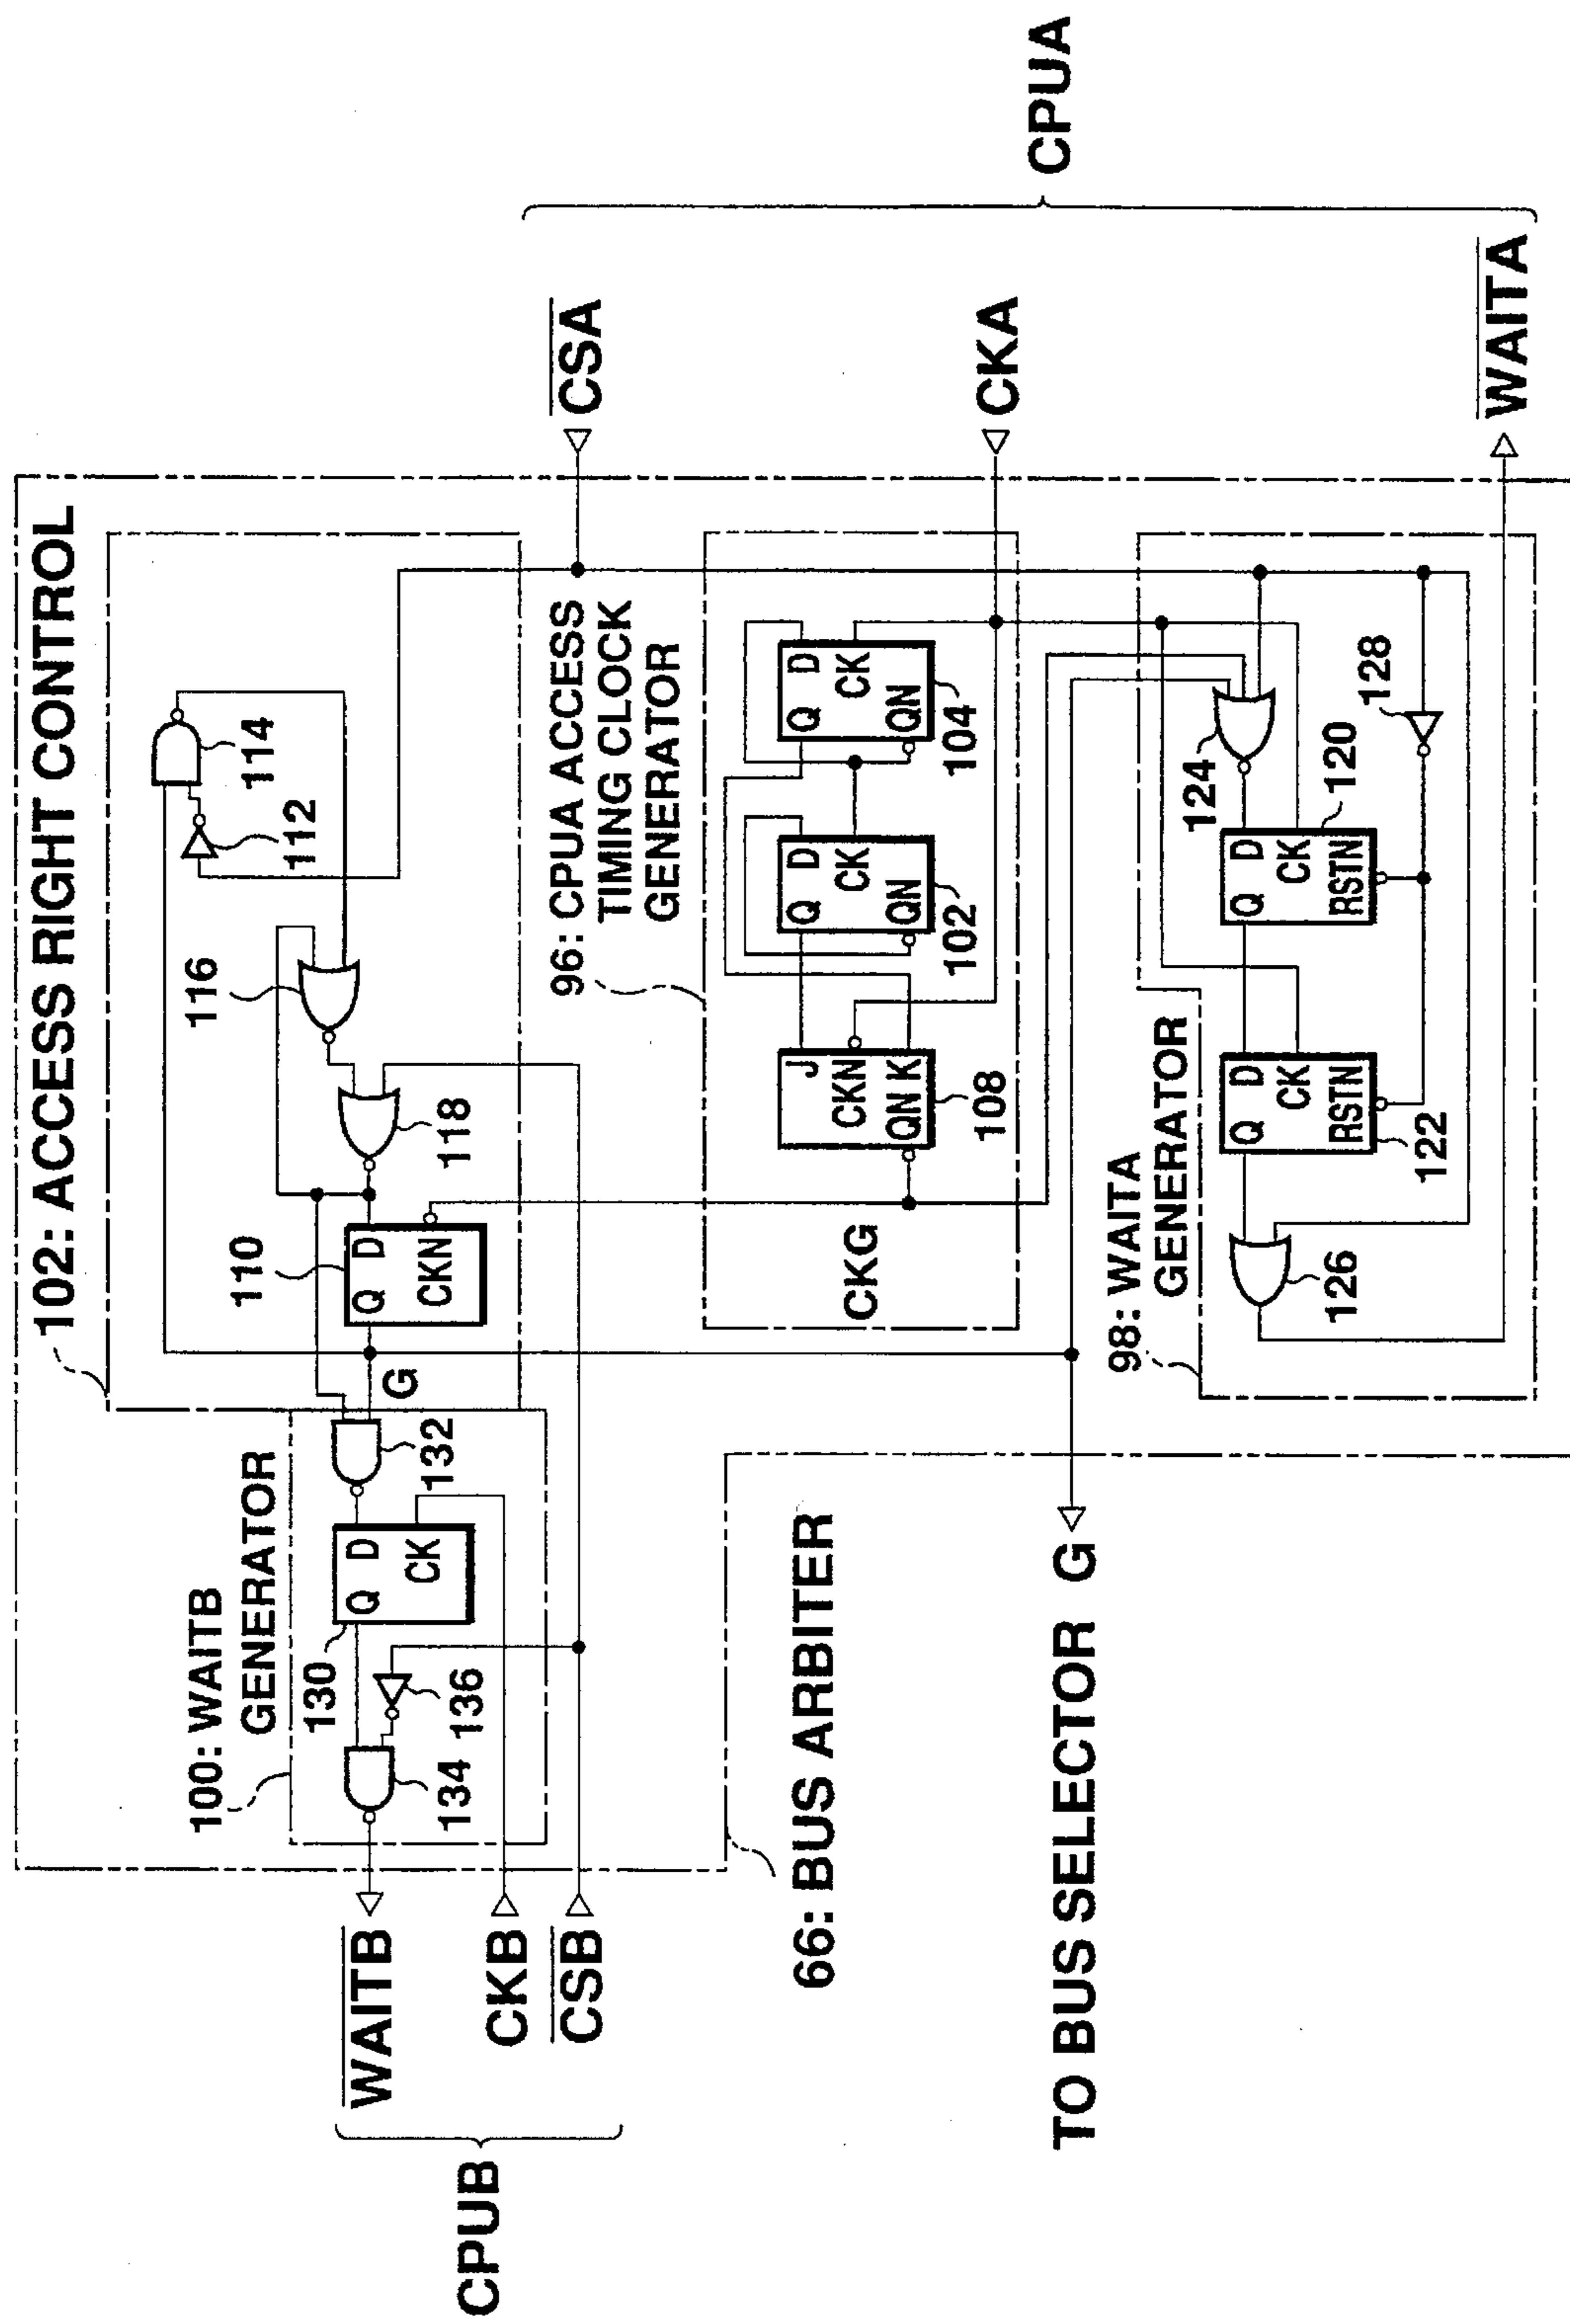 102: ACCESS RIGHT CONTROL
100: WAITB
GENERATOR
130
136
134
132
G
Q D
CK
110
Q D
CKN
116
118
112
114
WAITB
CKB
CSB
CPUB
66: BUS ARBITER
TO BUS SELECTOR G
96: CPUA ACCESS
TIMING CLOCK
GENERATOR
CKG
J
CKN
QN K
108
Q D
CK
QN
102
Q D
CK
QN
104
98: WAITA
GENERATOR
126
Q D
CK
RSTN
122
Q D
CK
RSTN
120
124
128
CSA
CKA
WAITA
CPUA